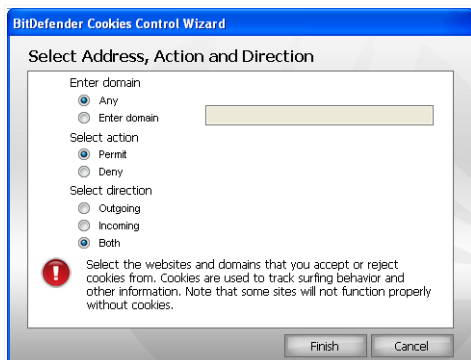 BitDefender Cookies Control Wizard
Select Address, Action and Direction
Enter domain
Any
Enter domain
Select action
Permit
Deny
Select direction
Outgoing
Incoming
Both
Select the websites and domains that you accept or reject
cookies from. Cookies are used to track surfing behavior and
other information. Note that some sites will not function properly
without cookies.
Finish Cancel